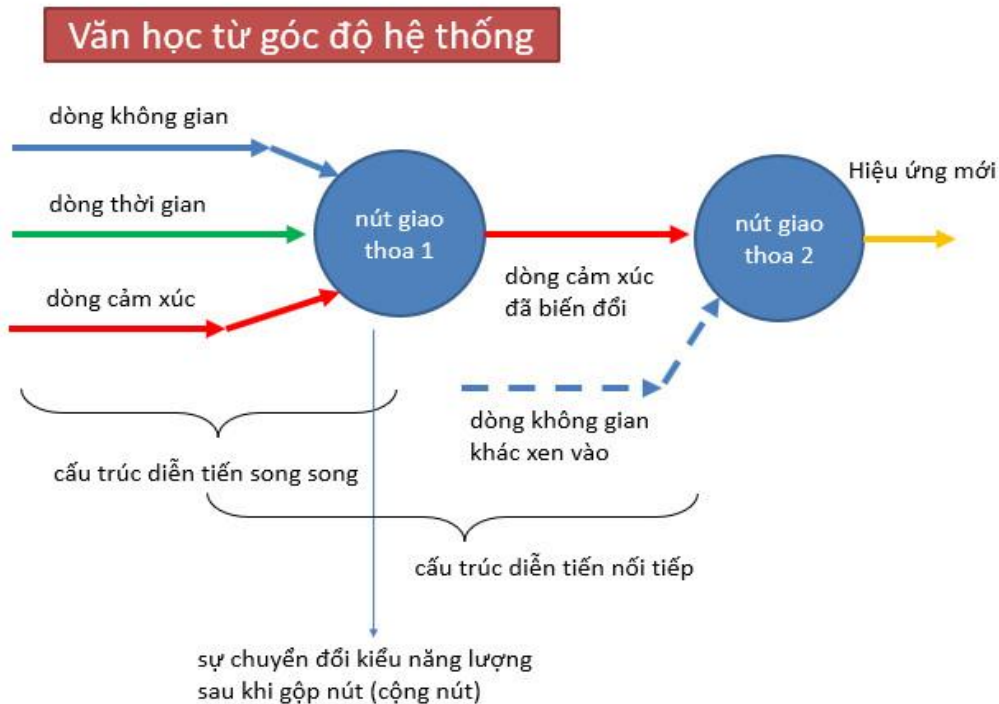 Văn học từ góc độ hệ thống
dòng không gian
Hiệu ứng mới
dòng thời gian
nút giao
thoa 1
nút giao
thoa 2
dòng cảm xúc
dòng cảm xúc
đã biến đổi
dòng không gian
khác xen vào
cấu trúc diễn tiến song song
cấu trúc diễn tiến nối tiếp
sự chuyển đổi kiểu năng lượng
sau khi gộp nút (cộng nút)